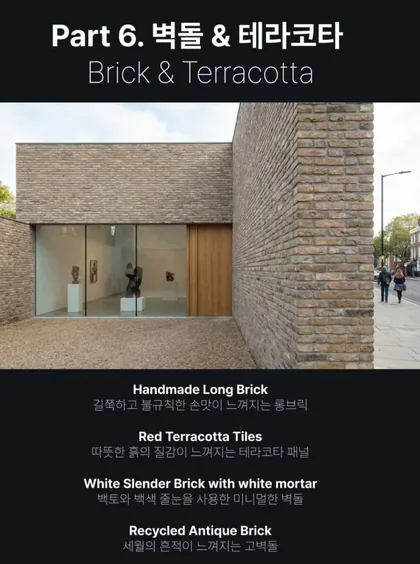 Part 6. 벽돌 & 테라코타
Brick & Terracotta
Handmade Long Brick
길쭉하고 불규칙한 손맛이 느껴지는 롱브릭
Red Terracotta Tiles
따뜻한 흙의 질감이 느껴지는 테라코타 패널
White Slender Brick with white mortar
백토와 백색 줄눈을 사용한 미니멀한 벽돌
Recycled Antique Brick
세월의 흔적이 느껴지는 고벽돌